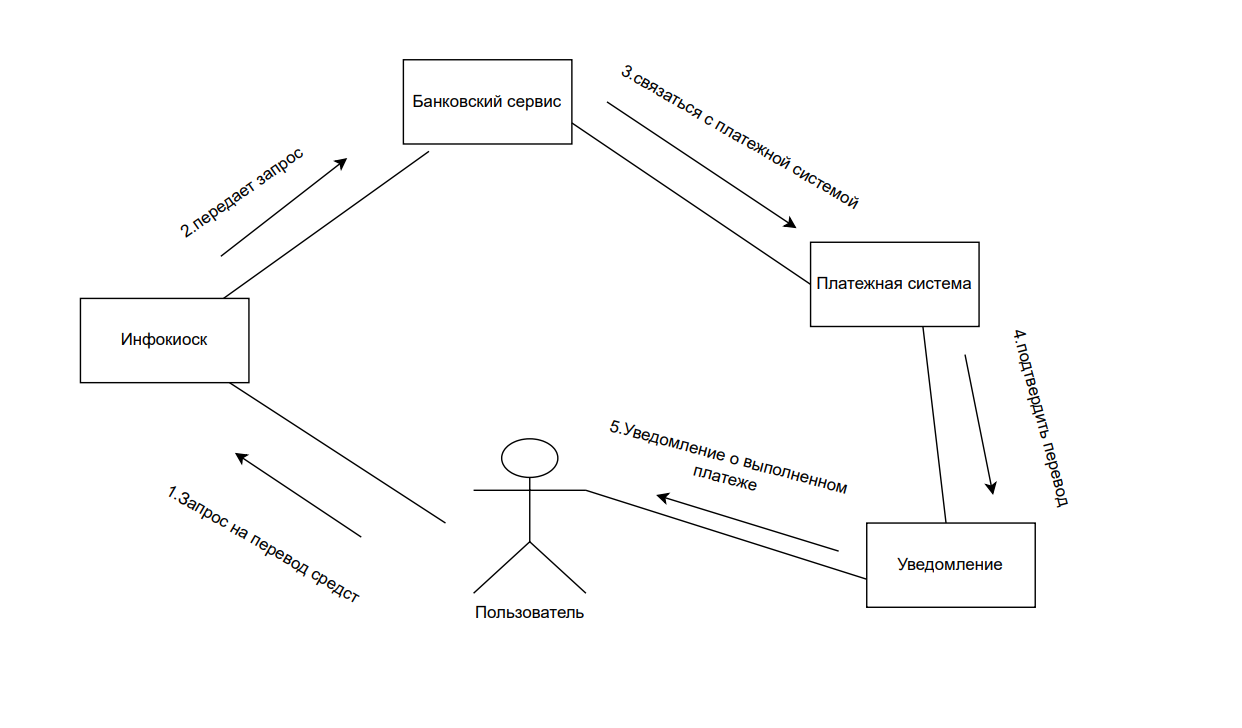 Банковский сервис
3.связаться с платежной системой
2.передает запрос
Платежная система
Инфокиоск
4.подтвердить перевод
5.Уведомление о выполненном
платеже
1.Запрос на перевод средст
Уведомление
Пользователь